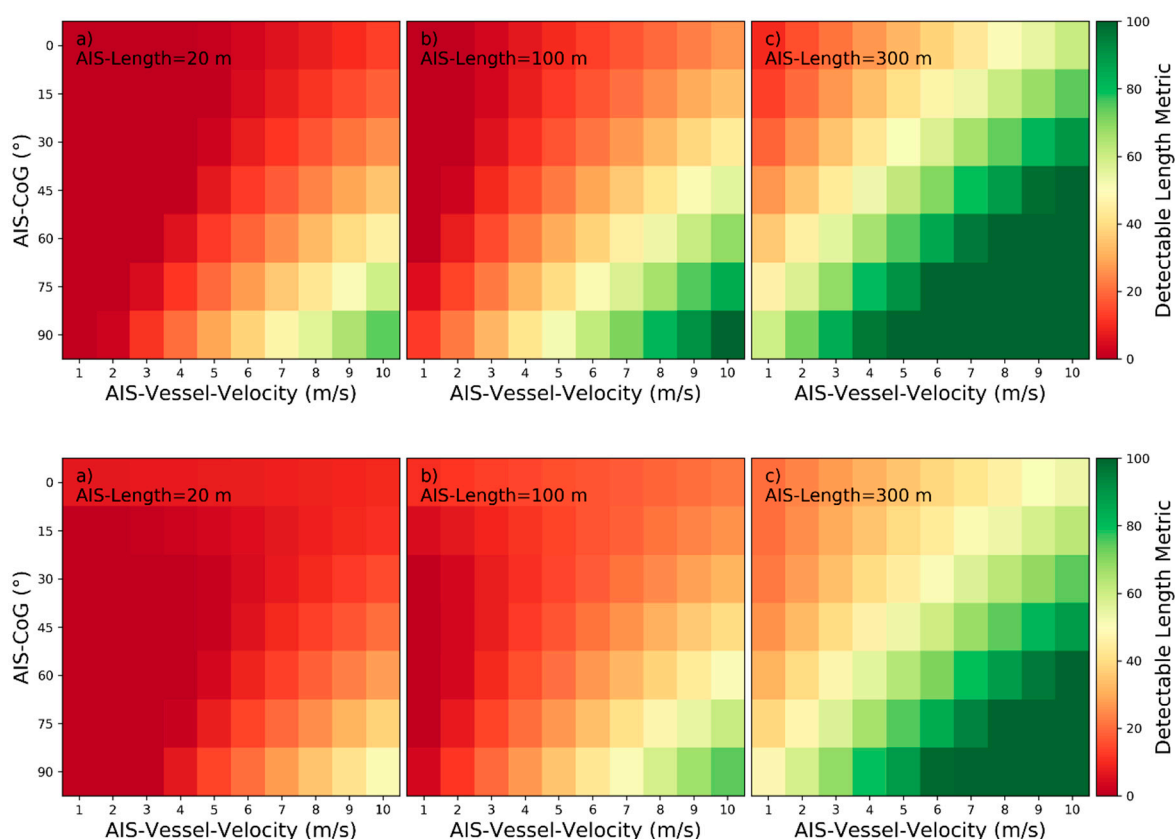 a)
AIS-Length=20 m
b)
AIS-Length=100 m
c)
AIS-Length=300 m
AIS-CoG (°)
0
15
30
45
60
75
90
1 2 3 4 5 6 7 8 9 10
1 2 3 4 5 6 7 8 9 10
1 2 3 4 5 6 7 8 9 10
AIS-Vessel-Velocity (m/s)
AIS-Vessel-Velocity (m/s)
AIS-Vessel-Velocity (m/s)
100
80
60
40
20
0
Detectable Length Metric
a)
AIS-Length=20 m
b)
AIS-Length=100 m
c)
AIS-Length=300 m
AIS-CoG (°)
0
15
30
45
60
75
90
1 2 3 4 5 6 7 8 9 10
1 2 3 4 5 6 7 8 9 10
1 2 3 4 5 6 7 8 9 10
AIS-Vessel-Velocity (m/s)
AIS-Vessel-Velocity (m/s)
AIS-Vessel-Velocity (m/s)
100
80
60
40
20
0
Detectable Length Metric